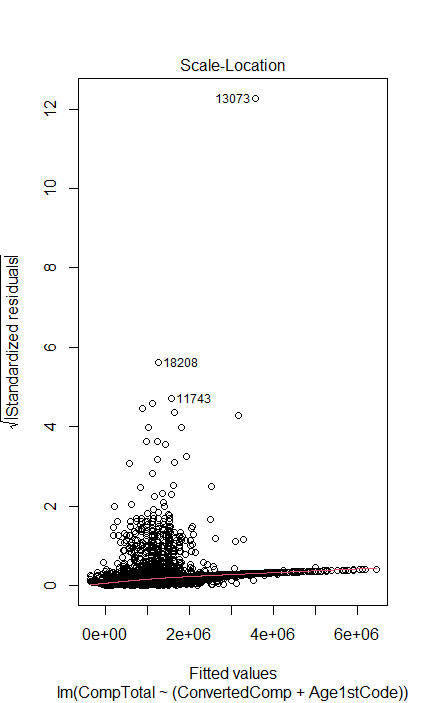 Scale-Location
13073
18208
11743
√|Standardized residuals|
0
2
4
6
8
10
12
0e+00 2e+06 4e+06 6e+06
Fitted values
lm(CompTotal ~ (ConvertedComp + Age1stCode))